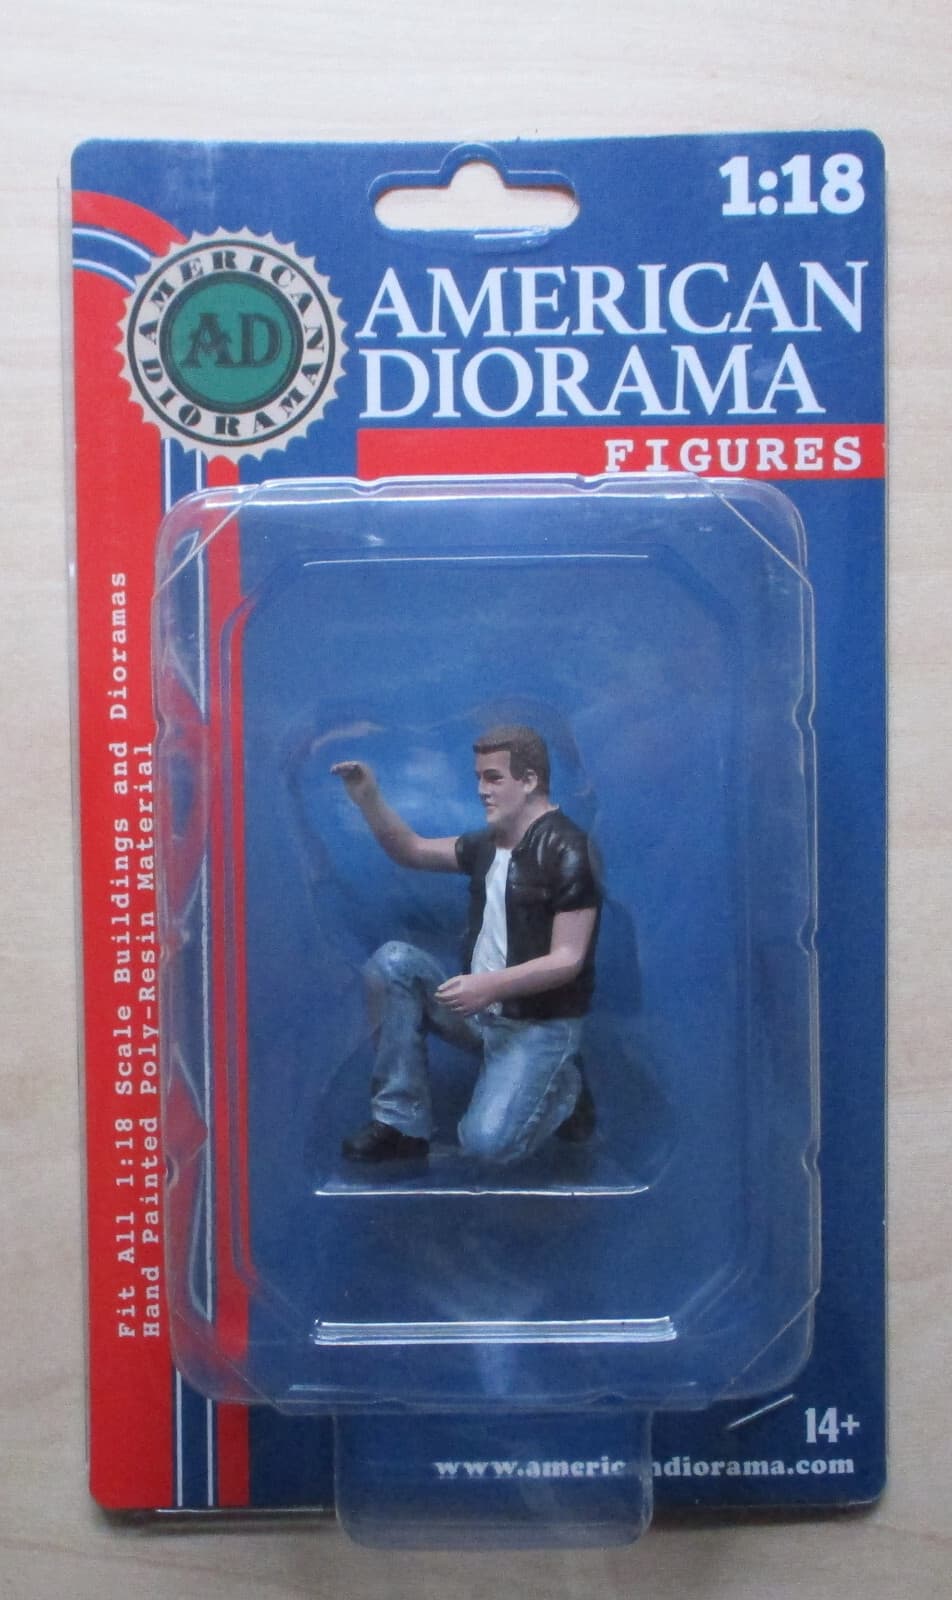 1:18
AMERICAN
DIORAMA
AMERICAN
DIORAMA
AD
FIGURES
Fit All 1:18 Scale Buildings and Dioramas
Hand Painted Poly-Resin Material
14+
www.americandiorama.com